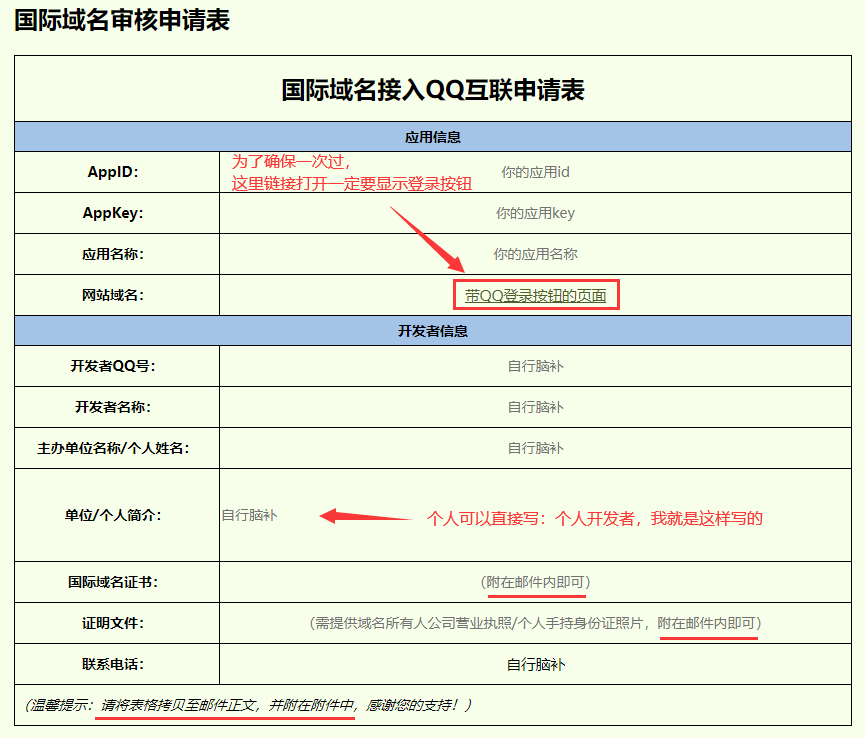 国际域名审核申请表
国际域名接入QQ互联申请表
应用信息
AppID： 为了确保一次过， 你的应用id
这里链接打开一定要显示登录按钮
AppKey： 你的应用key
应用名称： 你的应用名称
网站域名： 带QQ登录按钮的页面
开发者信息
开发者QQ号： 自行脑补
开发者名称： 自行脑补
主办单位名称/个人姓名： 自行脑补
单位/个人简介： 自行脑补 个人可以直接写：个人开发者，我就是这样写的
国际域名证书： （附在邮件内即可）
证明文件： （需提供域名所有人公司营业执照/个人手持身份证照片，附在邮件内即可）
联系电话： 自行脑补
（温馨提示：请将表格拷贝至邮件正文，并附在附件中，感谢您的支持！）